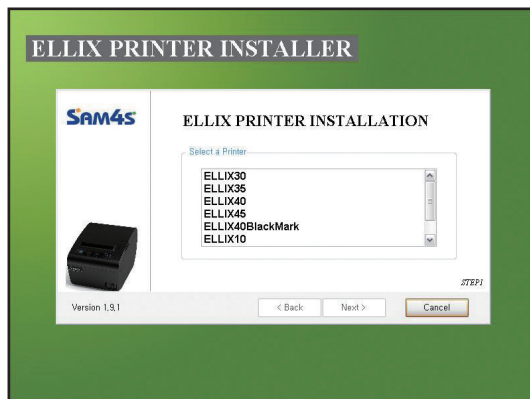 ELLIX PRINTER INSTALLER
SAM4S
ELLIX PRINTER INSTALLATION
Select a Printer
ELLIX30
ELLIX35
ELLIX40
ELLIX45
ELLIX40BlackMark
ELLIX10
STEP1
Version 1,9,1
< Back
Next >
Cancel